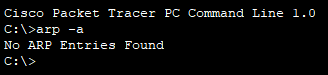 Cisco Packet Tracer PC Command Line 1.0
C:\>arp -a
No ARP Entries Found
C:\>